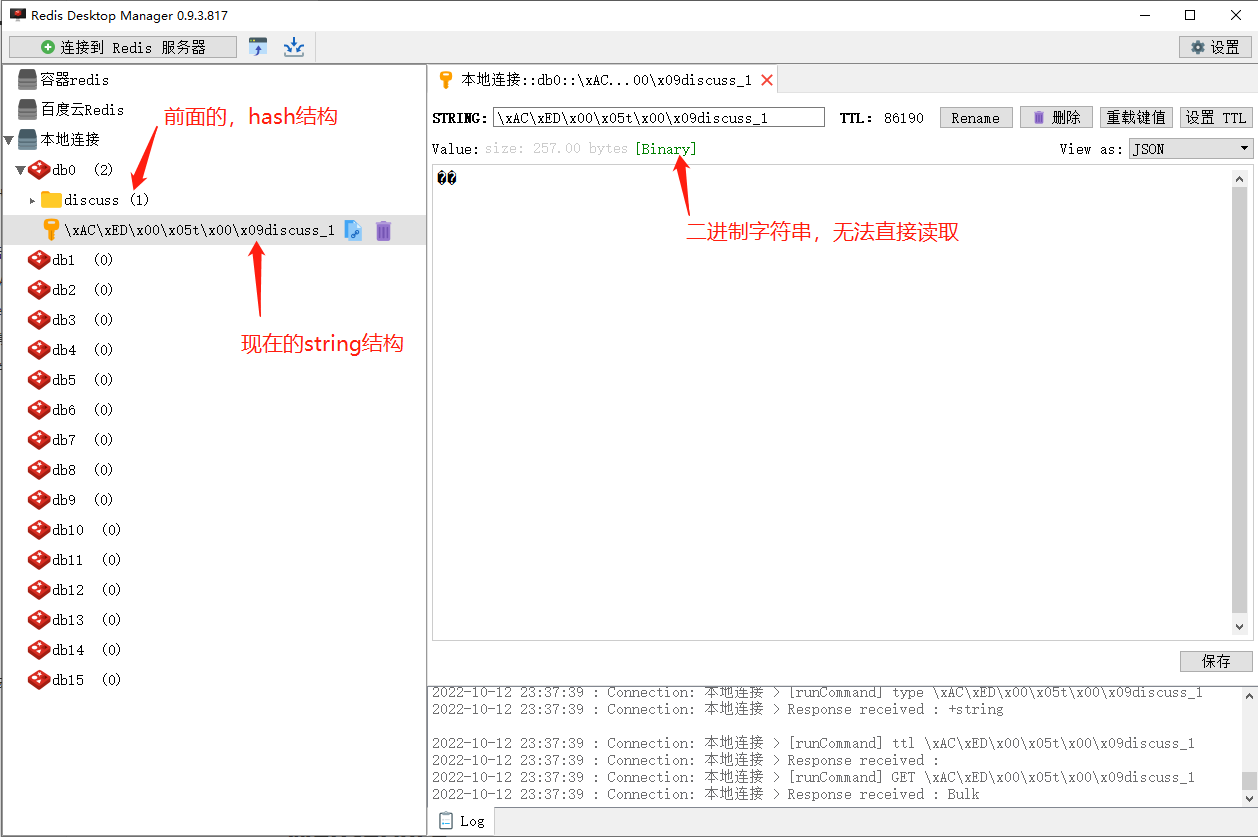 Redis Desktop Manager 0.9.3.817
连接到 Redis 服务器
设置
容器redis
百度云Redis
本地连接
db0 (2)
discuss (1)
\xAC\xED\x00\x05t\x00\x09discuss_1
db1 (0)
db2 (0)
db3 (0)
db4 (0)
db5 (0)
db6 (0)
db7 (0)
db8 (0)
db9 (0)
db10 (0)
db11 (0)
db12 (0)
db13 (0)
db14 (0)
db15 (0)
前面的，hash结构
现在的string结构
本地连接::db0::\xAC...00\x09discuss_1
STRING: \xAC\xED\x00\x05t\x00\x09discuss_1 TTL: 86190 Rename 删除 重载键值 设置 TTL
Value: size: 257.00 bytes [Binary] View as: JSON
��
二进制字符串，无法直接读取
保存
2022-10-12 23:37:39 : Connection: 本地连接 > [runCommand] type \xAC\xED\x00\x05t\x00\x09discuss_1
2022-10-12 23:37:39 : Connection: 本地连接 > Response received : +string
2022-10-12 23:37:39 : Connection: 本地连接 > [runCommand] ttl \xAC\xED\x00\x05t\x00\x09discuss_1
2022-10-12 23:37:39 : Connection: 本地连接 > Response received :
2022-10-12 23:37:39 : Connection: 本地连接 > [runCommand] GET \xAC\xED\x00\x05t\x00\x09discuss_1
2022-10-12 23:37:39 : Connection: 本地连接 > Response received : Bulk
Log